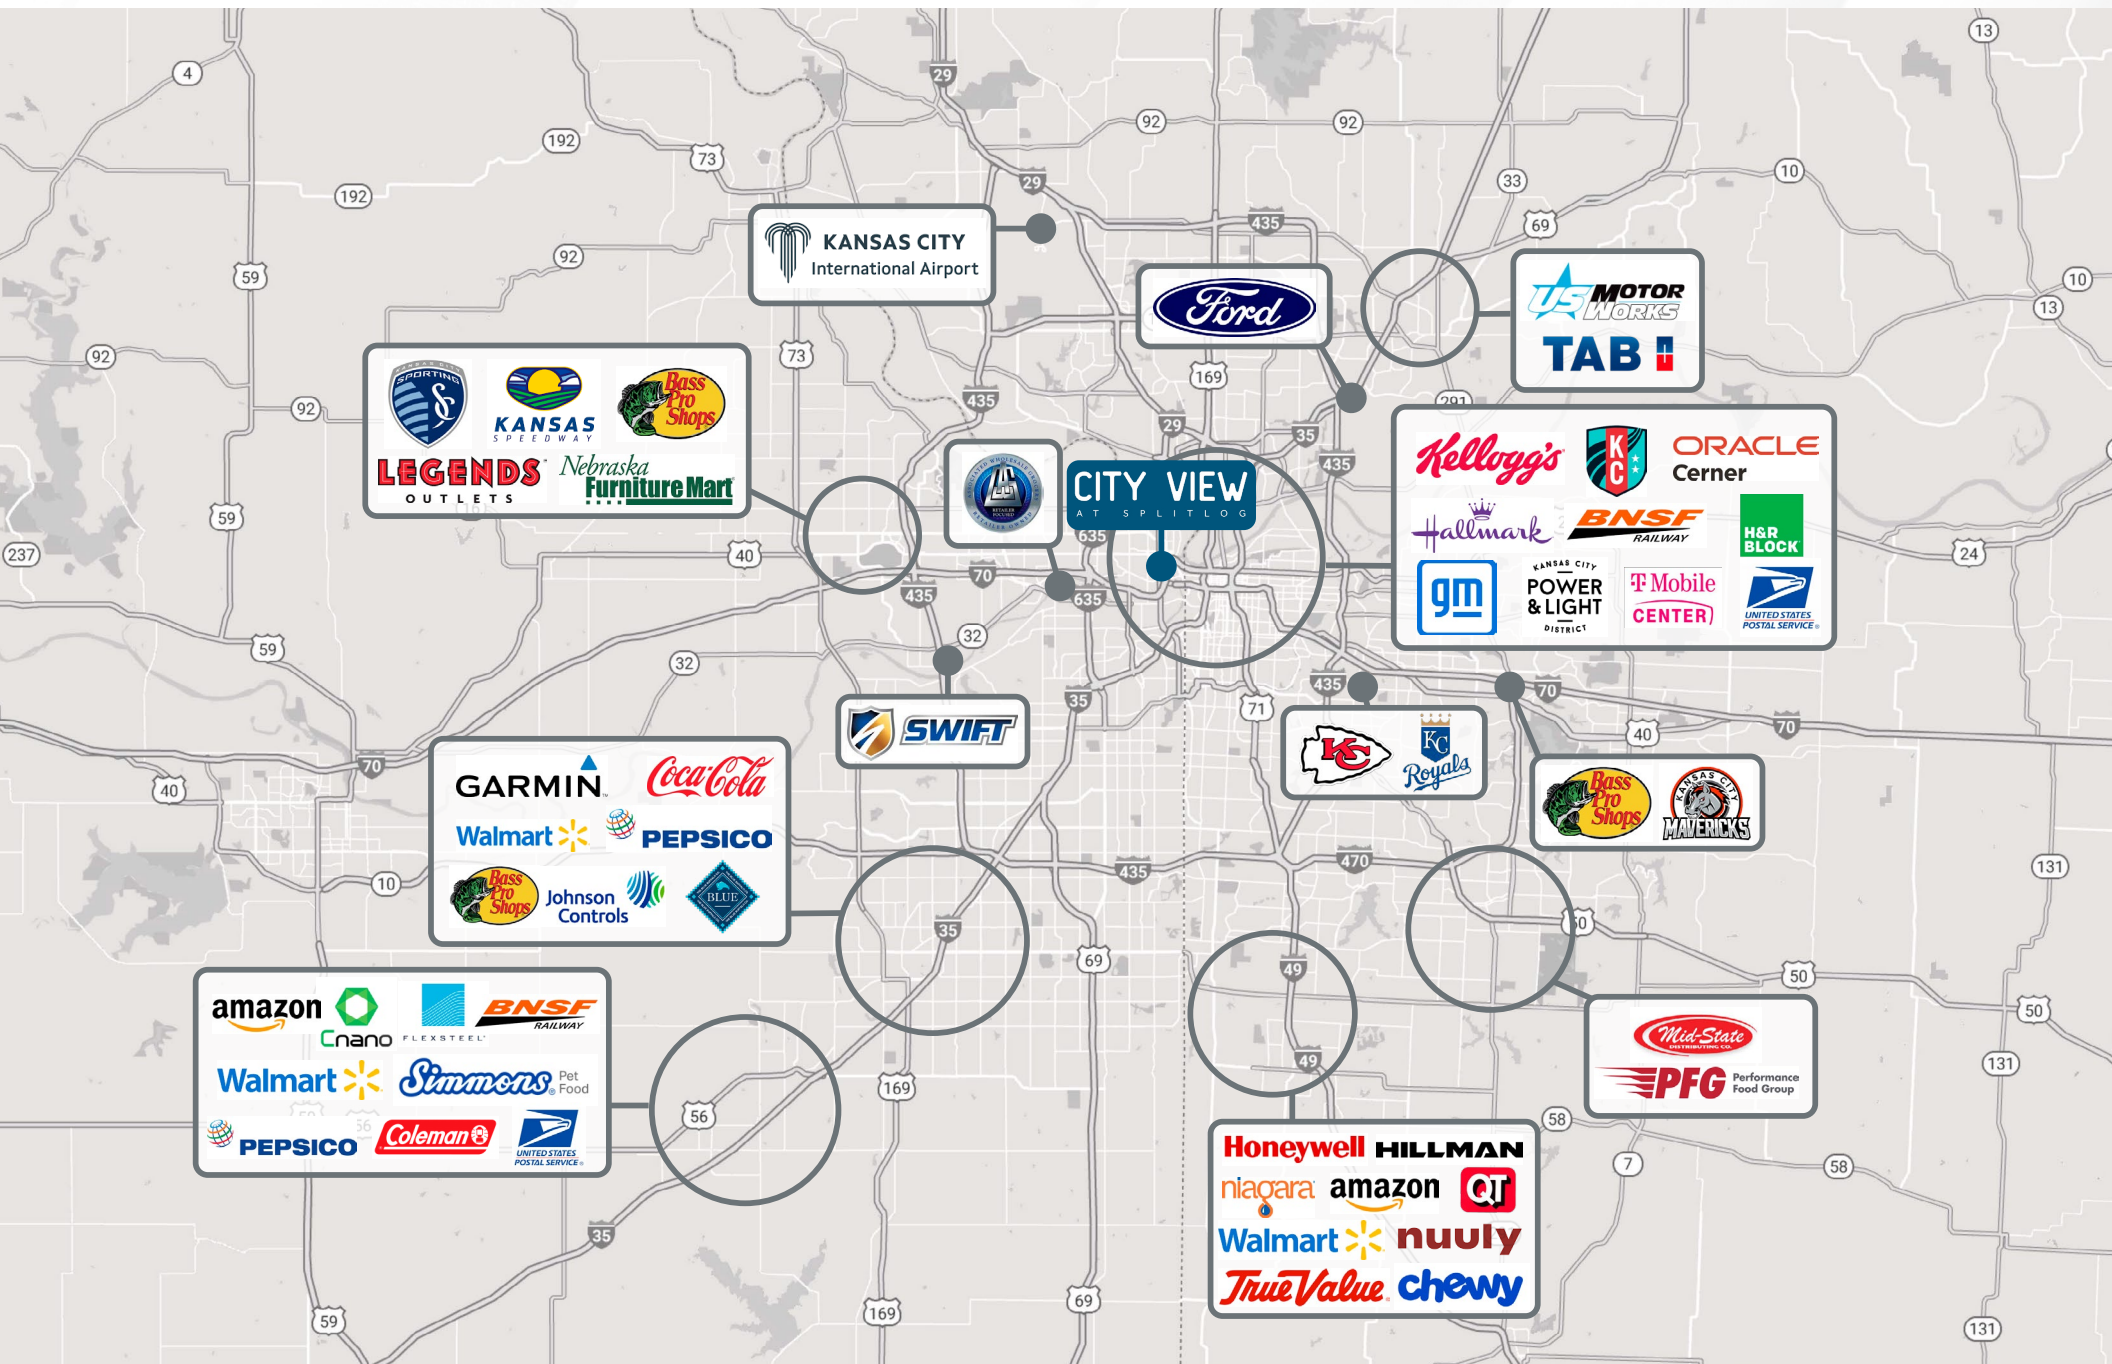 13
4
29
92
92
192
73
10
33
29
192
69
435
KANSAS CITY
International Airport
92
59
10
13
Ford
US MOTOR
WORKS
TAB
92
73
169
435
291
92
SPORTING
KANSAS
SPEEDWAY
Bass
Pro
Shops
LEGENDS
OUTLETS
Nebraska
Furniture Mart
29
35
435
CITY VIEW
AT SPLITLOG
Kellogg's
KC
ORACLE
Cerner
Hallmark
BNSF
RAILWAY
H&R
BLOCK
gm
KANSAS CITY
POWER
& LIGHT
DISTRICT
T Mobile
CENTER
UNITED STATES
POSTAL SERVICE
59
237
40
635
24
70
435
635
59
32
32
435
70
35
71
40
70
SWIFT
KC
KC
Royals
Bass
Pro
Shops
KANSAS CITY
MAVERICKS
70
40
GARMIN
Coca-Cola
Walmart
PEPSICO
Bass
Pro
Shops
Johnson
Controls
BLUE
10
435
470
131
50
35
69
49
50
50
amazon
Cnano
FLEXSTEEL
BNSF
RAILWAY
Walmart
Simmons
Pet
Food
PEPSICO
Coleman
UNITED STATES
POSTAL SERVICE
56
169
49
131
Mid-State
DISTRIBUTING CO.
PFG
Performance
Food Group
58
7
58
Honeywell HILLMAN
niagara amazon QT
Walmart nuuly
True Value chewy
35
59
169
69
131